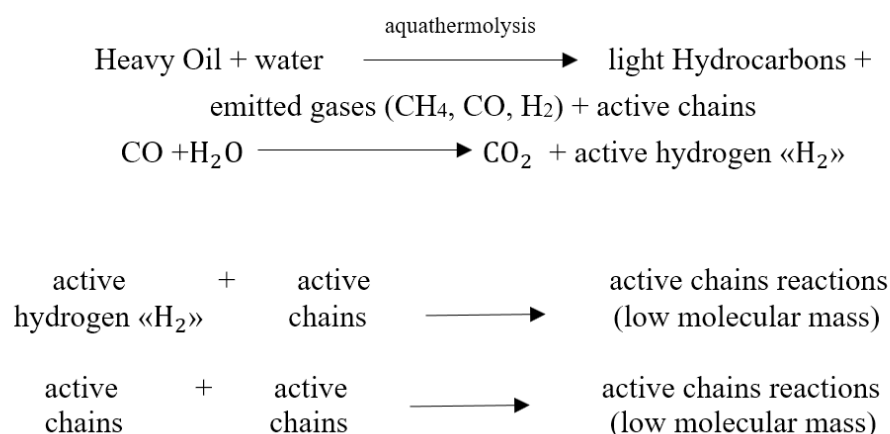 aquathermolysis
Heavy Oil + water light Hydrocarbons +
emitted gases (CH4, CO, H2) + active chains
CO +H₂O CO₂ + active hydrogen «H₂»
active + active active chains reactions
hydrogen «H₂» chains (low molecular mass)
active + active active chains reactions
chains chains (low molecular mass)